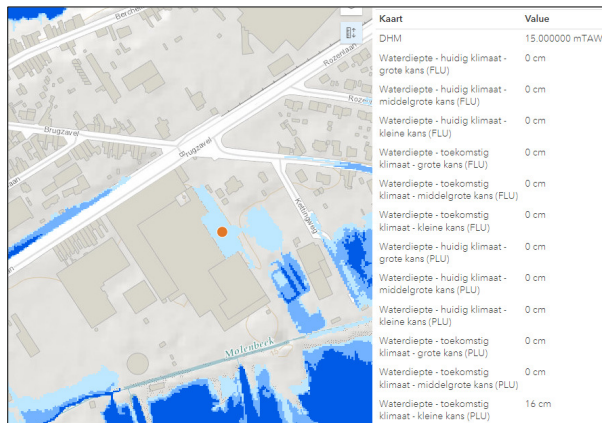 Berche
Rozenlaan
Rozen
Brugzavel
Brugzavel
laan
Kettingweg
an
Molenbeek
Kaart Value
DHM 15.000000 mTAW
Waterdiepte - huidig klimaat - 0 cm
grote kans (FLU)
Waterdiepte - huidig klimaat - 0 cm
middelgrote kans (FLU)
Waterdiepte - huidig klimaat - 0 cm
kleine kans (FLU)
Waterdiepte - toekomstig 0 cm
klimaat - grote kans (FLU)
Waterdiepte - toekomstig 0 cm
klimaat - middelgrote kans (FLU)
Waterdiepte - toekomstig 0 cm
klimaat - kleine kans (FLU)
Waterdiepte - huidig klimaat - 0 cm
grote kans (PLU)
Waterdiepte - huidig klimaat - 0 cm
middelgrote kans (PLU)
Waterdiepte - huidig klimaat - 0 cm
kleine kans (PLU)
Waterdiepte - toekomstig 0 cm
klimaat - grote kans (PLU)
Waterdiepte - toekomstig 0 cm
klimaat - middelgrote kans (PLU)
Waterdiepte - toekomstig 16 cm
klimaat - kleine kans (PLU)